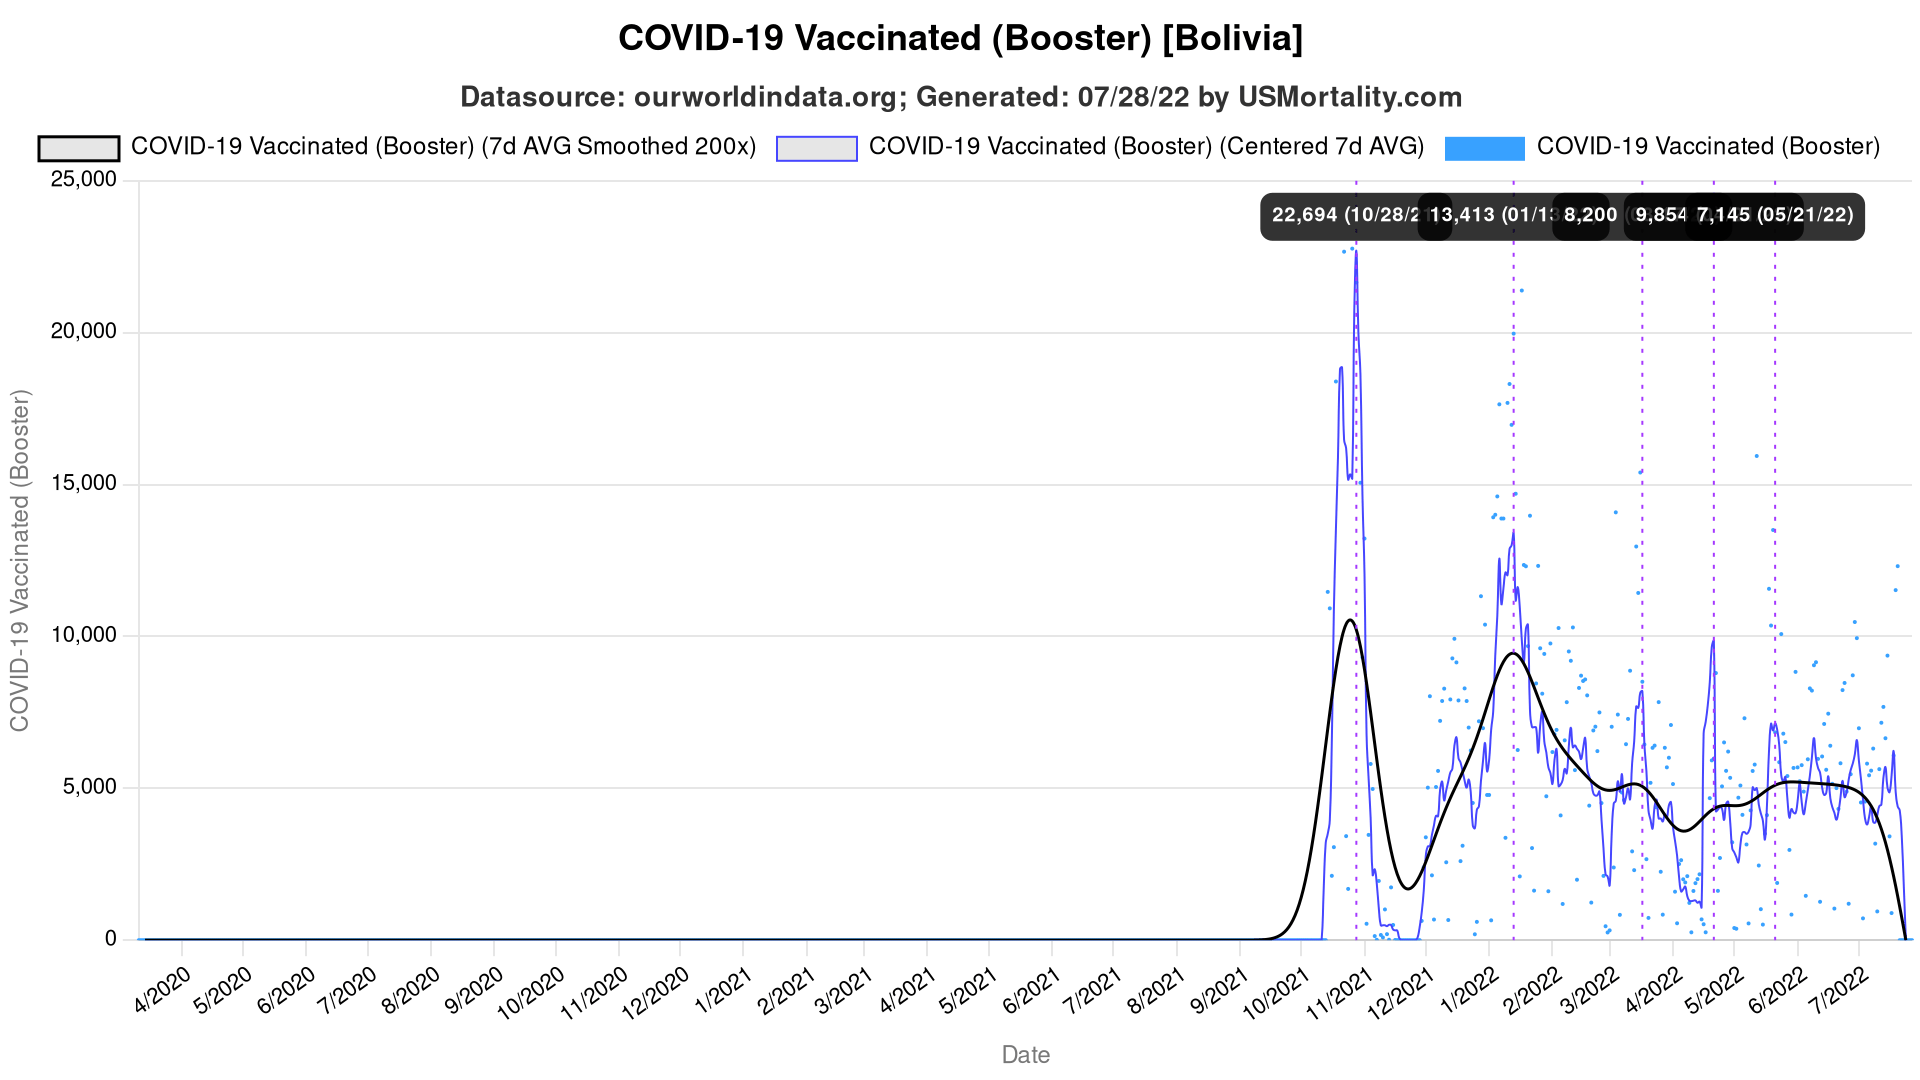 COVID-19 Vaccinated (Booster) [Bolivia]
Datasource: ourworldindata.org; Generated: 07/28/22 by USMortality.com
COVID-19 Vaccinated (Booster) (7d AVG Smoothed 200x) COVID-19 Vaccinated (Booster) (Centered 7d AVG) COVID-19 Vaccinated (Booster)
25,000
20,000
15,000
10,000
5,000
0
COVID-19 Vaccinated (Booster)
22,694 (10/28/21) 13,413 (01/13 8,200 9,854 7,145 (05/21/22)
4/2020 5/2020 6/2020 7/2020 8/2020 9/2020 10/2020 11/2020 12/2020 1/2021 2/2021 3/2021 4/2021 5/2021 6/2021 7/2021 8/2021 9/2021 10/2021 11/2021 12/2021 1/2022 2/2022 3/2022 4/2022 5/2022 6/2022 7/2022
Date